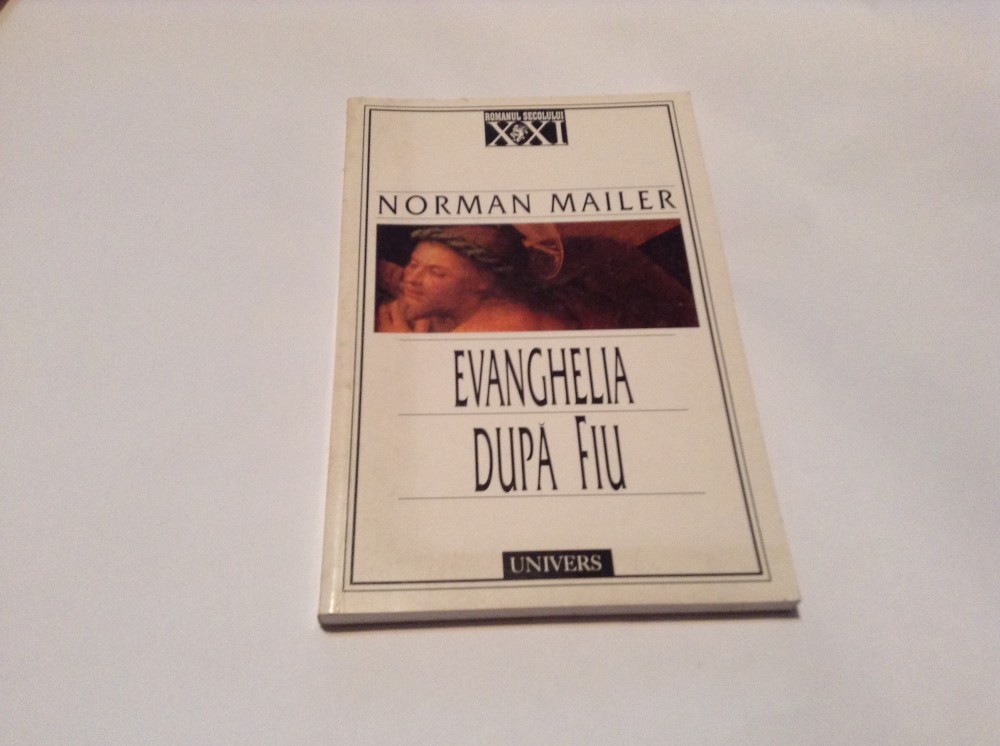 ROMANUL SECOLULUI
XXI
NORMAN MAILER
EVANGHELIA
DUPĂ FIU
UNIVERS